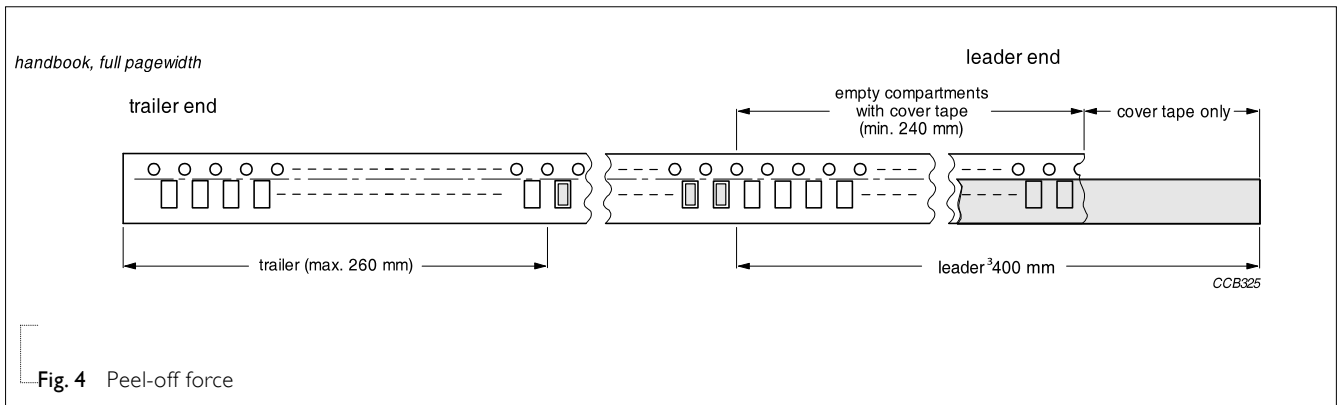 handbook, full pagewidth
leader end
trailer end
empty compartments
with cover tape
(min. 240 mm)
cover tape only
trailer (max. 260 mm)
leader ³400 mm
CCB325
Fig. 4 Peel-off force